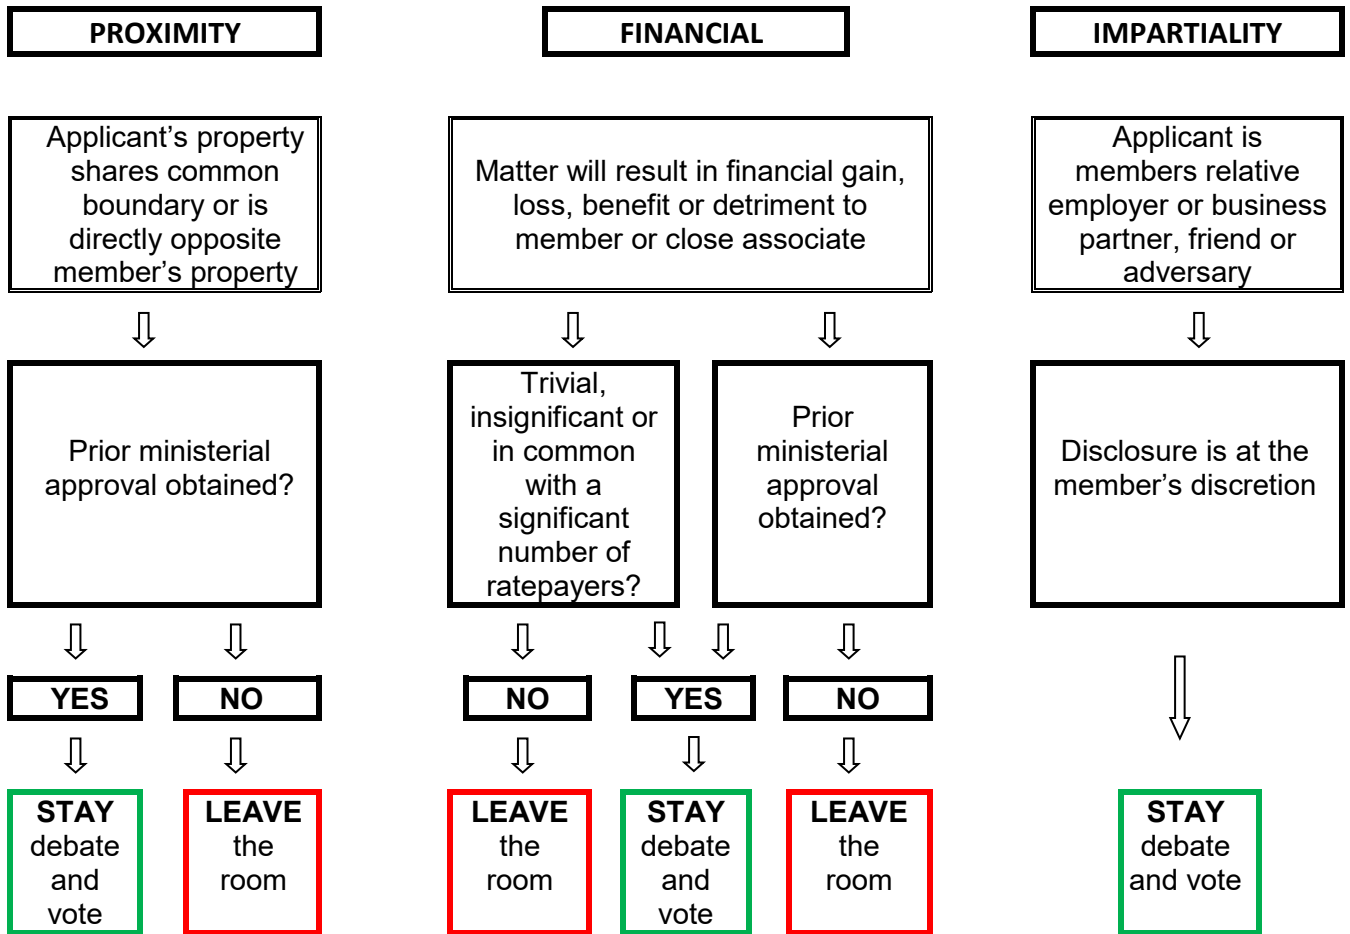 PROXIMITY
FINANCIAL
IMPARTIALITY
Applicant’s property
shares common
boundary or is
directly opposite
member’s property
Matter will result in financial gain,
loss, benefit or detriment to
member or close associate
Applicant is
members relative
employer or business
partner, friend or
adversary
Prior ministerial
approval obtained?
Trivial,
insignificant or
in common
with a
significant
number of
ratepayers?
Prior
ministerial
approval
obtained?
Disclosure is at the
member’s discretion
YES
NO
NO
YES
NO
STAY
debate
and
vote
LEAVE
the
room
LEAVE
the
room
STAY
debate
and
vote
LEAVE
the
room
STAY
debate
and vote